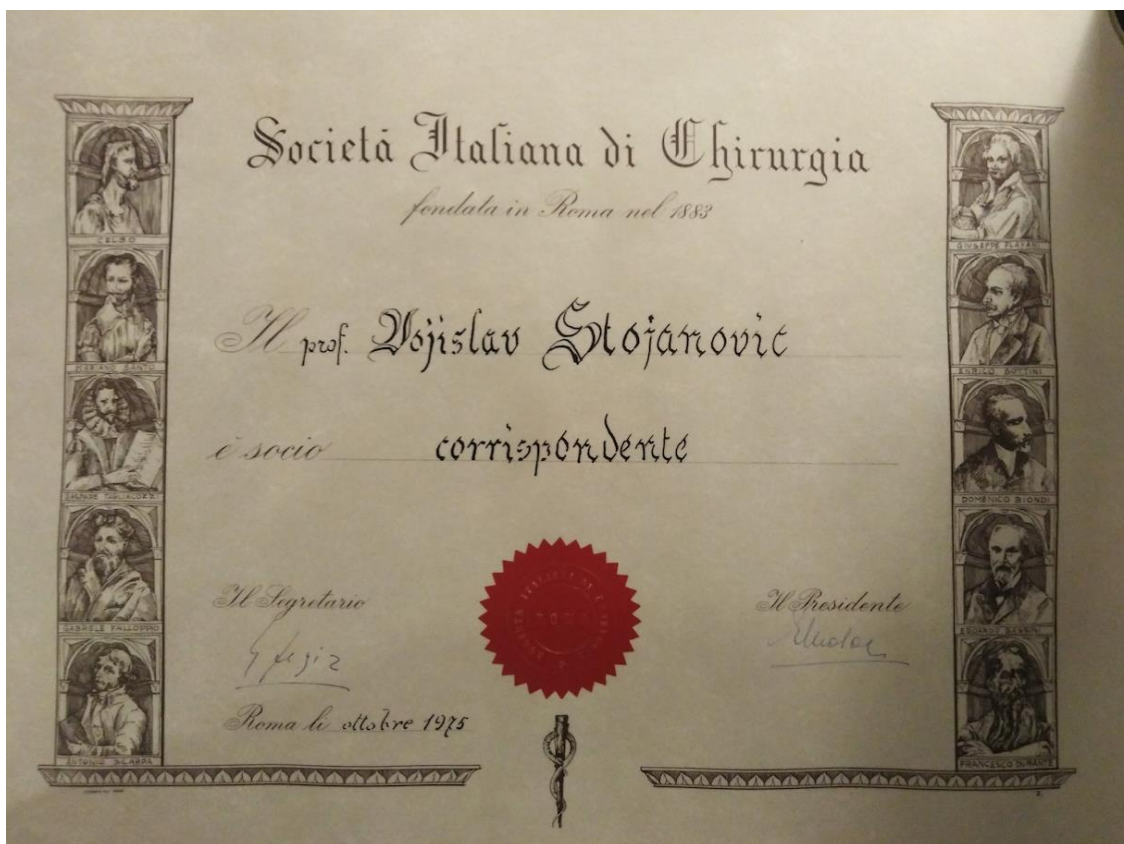 Società Italiana di Chirurgia
fondata in Roma nel 1883
Il prof. Vojislav Stojanovic
è socio corrispondente
Il Segretario
Il Presidente
Roma li ottobre 1975
CELSO
MARIANO SANTO
GASPARE TAGLIACOZZI
GABRIELE FALLOPPIO
ANTONIO SCARPA
GIUSEPPE FLAJANI
ENRICO BOTTINI
DOMENICO BIONDI
EDOARDO BASSINI
FRANCESCO DURANTE
ROMA